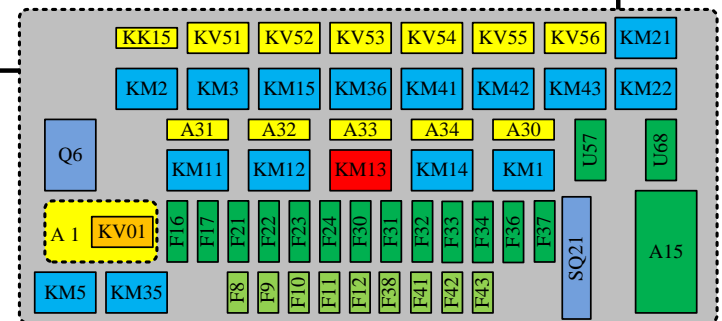 KK15 KV51 KV52 KV53 KV54 KV55 KV56 KM21
KM2 KM3 KM15 KM36 KM41 KM42 KM43 KM22
A31 A32 A33 A34 A30
Q6 KM11 KM12 KM13 KM14 KM1 U57 U68
A 1 KV01 F16 F17 F21 F22 F23 F24 F30 F31 F32 F33 F34 F36 F37 SQ21 A15
KM5 KM35 F8 F9 F10 F11 F12 F38 F41 F42 F43